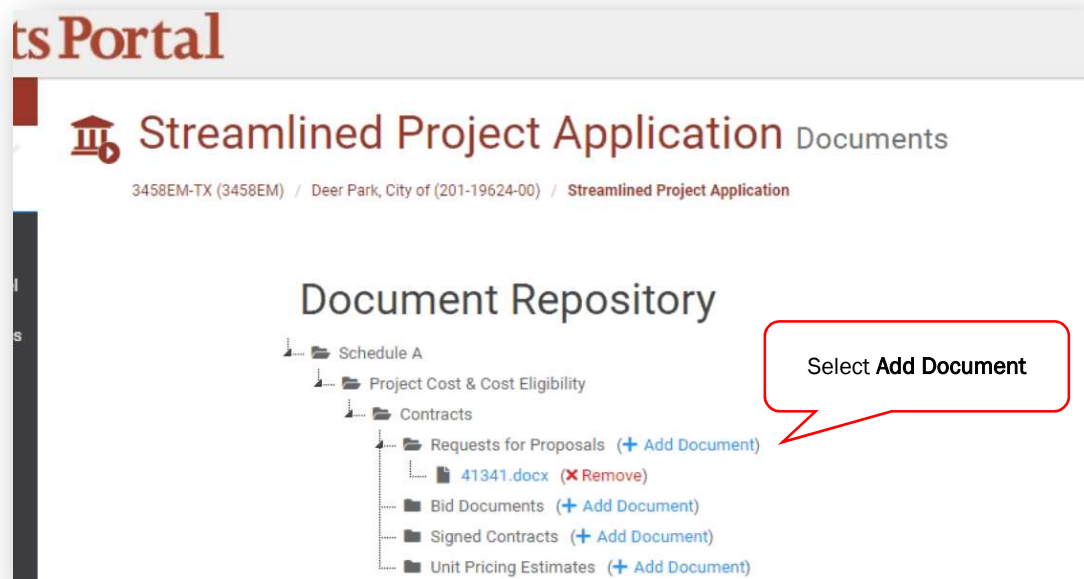 ts Portal
Streamlined Project Application Documents
3458EM-TX (3458EM) / Deer Park, City of (201-19624-00) / Streamlined Project Application
Document Repository
Schedule A
Select Add Document
Project Cost & Cost Eligibility
Contracts
Requests for Proposals (+ Add Document)
41341.docx (✕ Remove)
Bid Documents (+ Add Document)
Signed Contracts (+ Add Document)
Unit Pricing Estimates (+ Add Document)